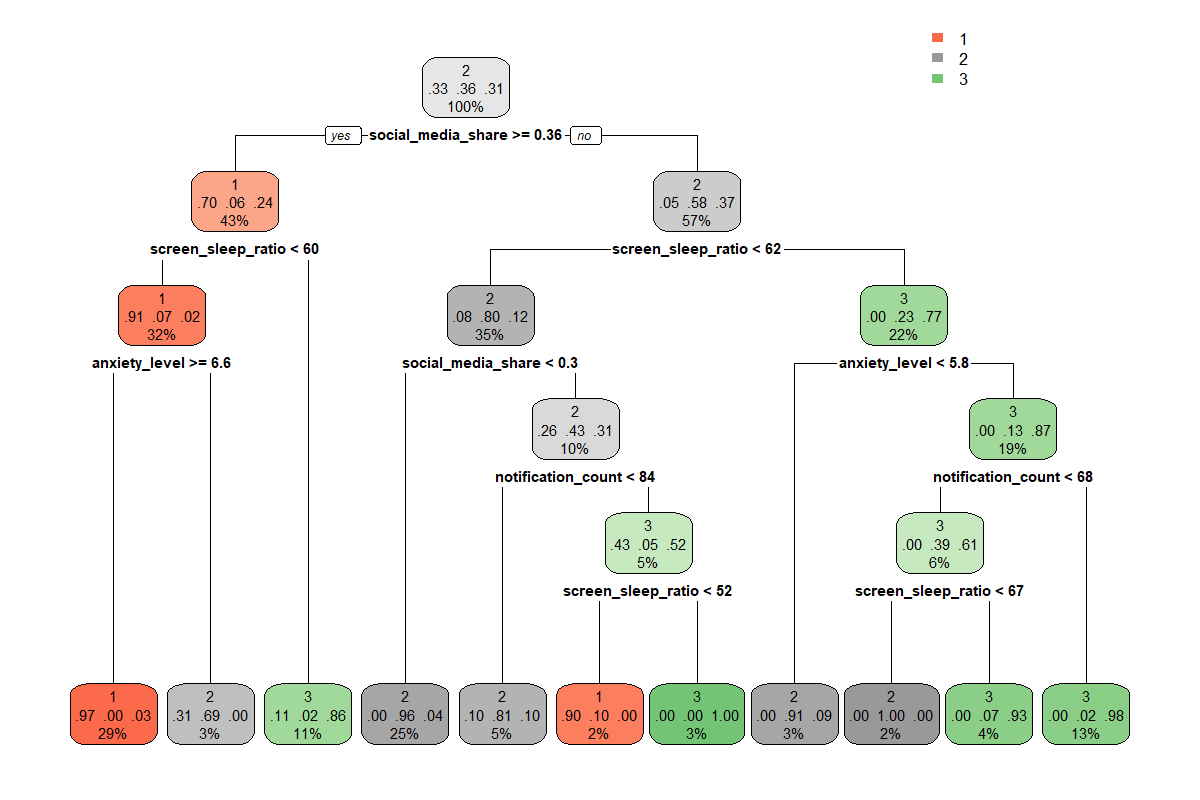 1
2
3
2
.33 .36 .31
100%
yes social_media_share >= 0.36 no
1
.70 .06 .24
43%
2
.05 .58 .37
57%
screen_sleep_ratio < 60
screen_sleep_ratio < 62
1
.91 .07 .02
32%
2
.08 .80 .12
35%
3
.00 .23 .77
22%
anxiety_level >= 6.6
social_media_share < 0.3
anxiety_level < 5.8
2
.26 .43 .31
10%
3
.00 .13 .87
19%
notification_count < 84
notification_count < 68
3
.43 .05 .52
5%
3
.00 .39 .61
6%
screen_sleep_ratio < 52
screen_sleep_ratio < 67
1
.97 .00 .03
29%
2
.31 .69 .00
3%
3
.11 .02 .86
11%
2
.00 .96 .04
25%
2
.10 .81 .10
5%
1
.90 .10 .00
2%
3
.00 .00 1.00
3%
2
.00 .91 .09
3%
2
.00 1.00 .00
2%
3
.00 .07 .93
4%
3
.00 .02 .98
13%